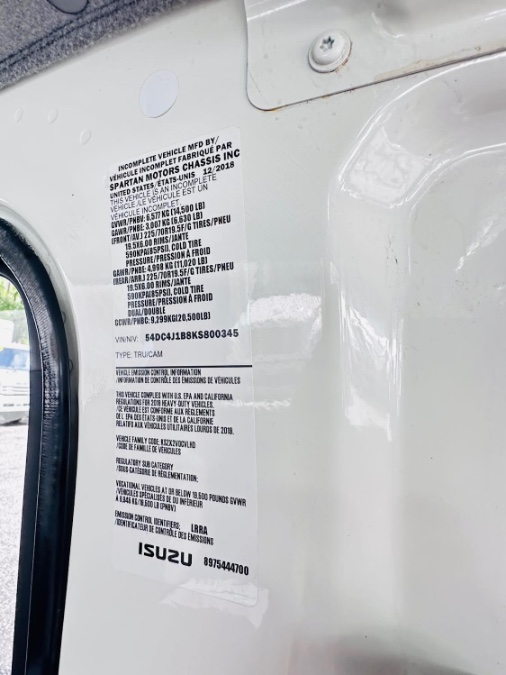 INCOMPLETE VEHICLE MFD BY/
VÉHICULE INCOMPLET FABRIQUÉ PAR
SPARTAN MOTORS CHASSIS INC
UNITED STATES/ÉTATS-UNIS 12/2018
THIS VEHICLE IS AN INCOMPLETE
VEHICLE /LE VÉHICULE EST UN
VÉHICULE INCOMPLET.
GVWR/PNBV: 6,577 KG (14,500 LB)
GAWR/PNBE: 3,007 KG (6,630 LB)
(FRONT/AV.) 225/70R19.5F/G TIRES/PNEU
19.5X6.00 RIMS/JANTE
590KPA(85PSI), COLD TIRE
PRESSURE/PRESSION À FROID
GAWR/PNBE: 4,998 KG (11,020 LB)
(REAR/ARR.) 225/70R19.5F/G TIRES/PNEU
19.5X6.00 RIMS/JANTE
590KPA(85PSI), COLD TIRE
PRESSURE/PRESSION À FROID
DUAL/DOUBLE
GCWR/PNBC: 9,299KG(20,500LB)
VIN/NIV: 54DC4J1B8KS800345
TYPE: TRU/CAM
VEHICLE EMISSION CONTROL INFORMATION
/INFORMATION DE CONTRÔLE DES ÉMISSIONS DE VÉHICULES
THIS VEHICLE COMPLIES WITH U.S. EPA AND CALIFORNIA
REGULATIONS FOR 2019 HEAVY DUTY VEHICLES.
/CE VÉHICULE EST CONFORME AUX RÈGLEMENTS
DE L'EPA DES ÉTATS-UNIS ET DE LA CALIFORNIE
RELATIFS AUX VÉHICULES UTILITAIRES LOURDS DE 2019.
VEHICLE FAMILY CODE: KSZX2VOCVLHD
/CODE DE FAMILLE DE VÉHICULES
REGULATORY SUB CATEGORY
/SOUS-CATÉGORIE DE RÉGLEMENTATION:
VOCATIONAL VEHICLES AT OR BELOW 19,500 POUNDS GVWR
/VÉHICULES SPÉCIALISÉS DE OU INFÉRIEUR
À 8,845 KG (19,500 LB) (PNBV)
EMISSION CONTROL IDENTIFIER: LRRA
/IDENTIFICATEUR DE CONTRÔLE DES ÉMISSIONS
ISUZU 8975444700